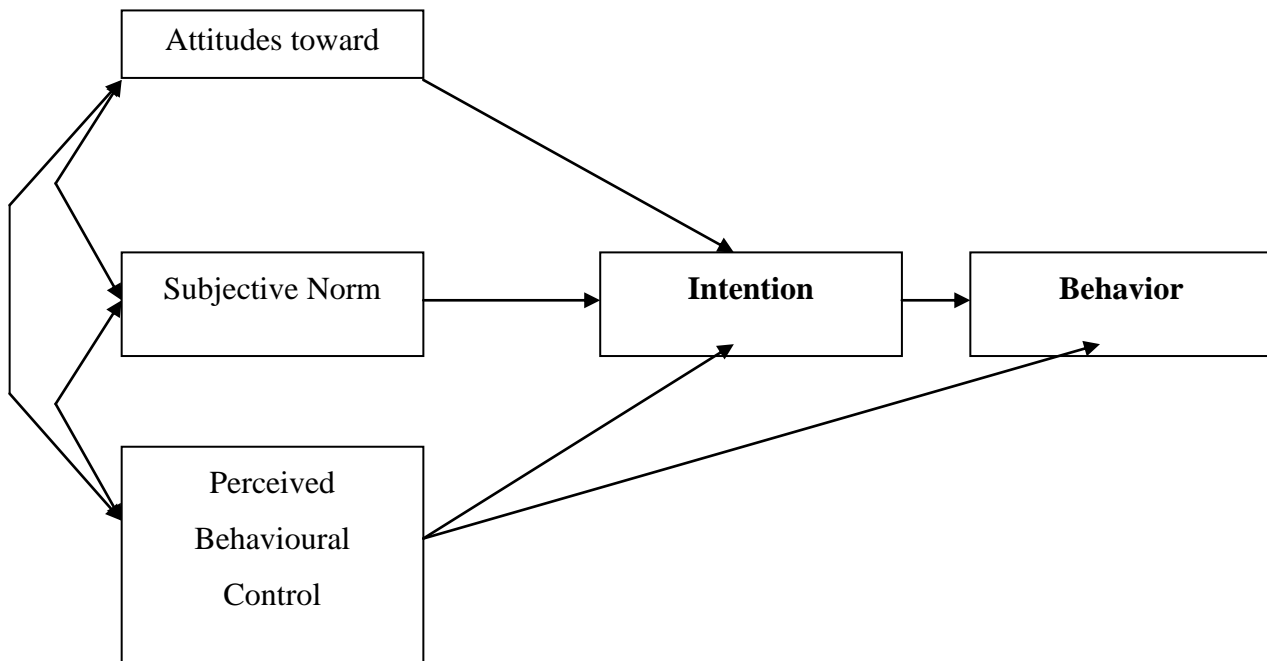 Attitudes toward
Subjective Norm
Intention
Behavior
Perceived
Behavioural
Control